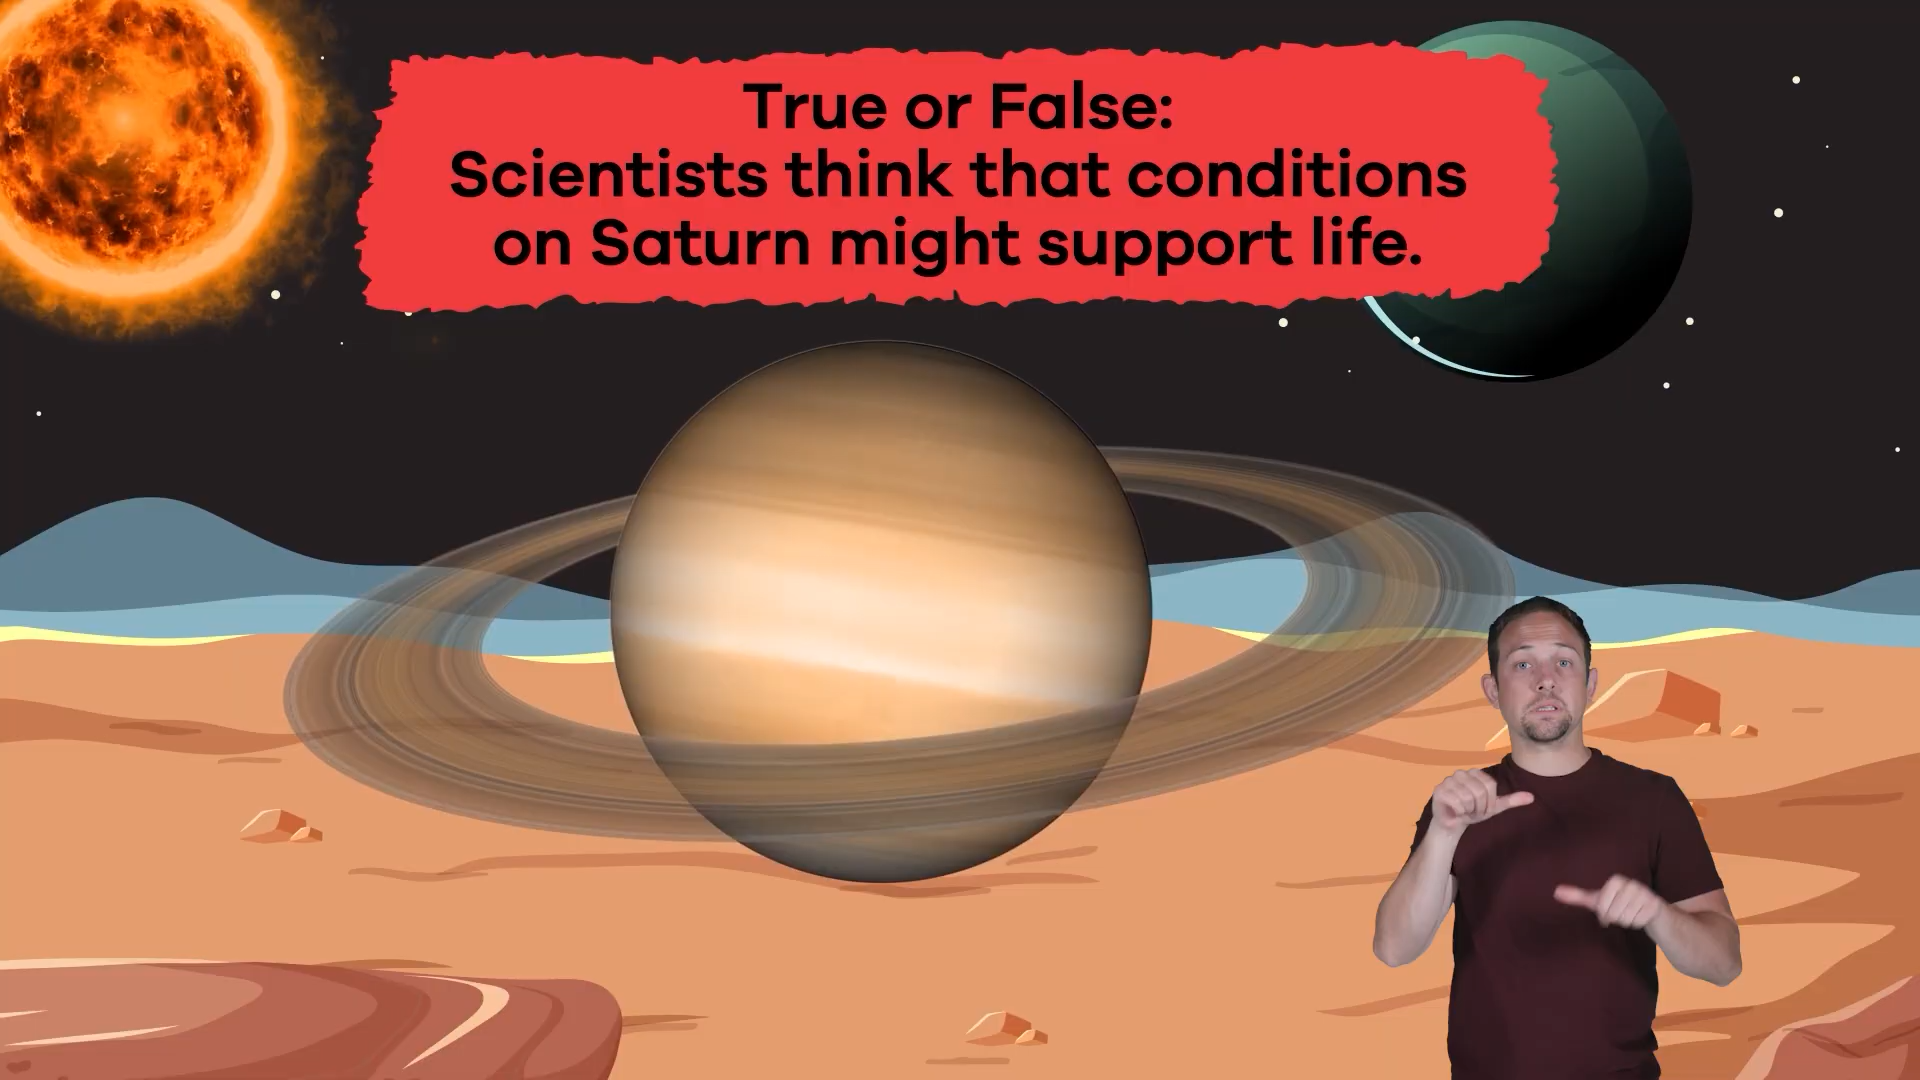 True or False:
Scientists think that conditions
on Saturn might support life.